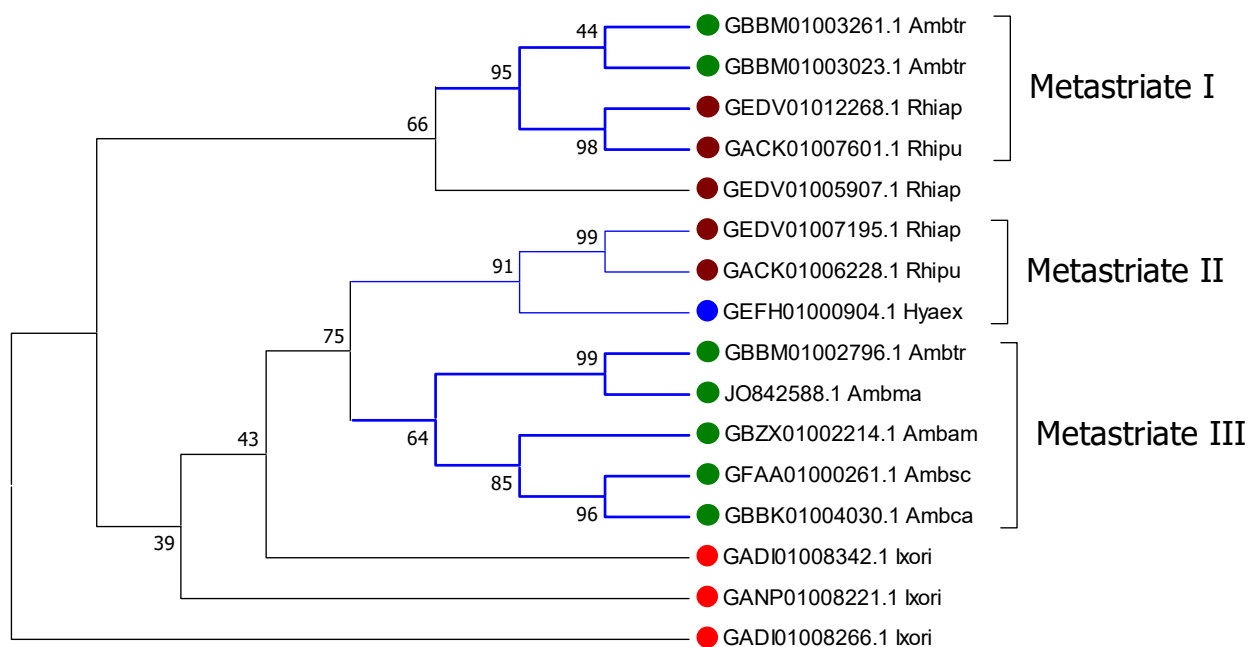 44
GBBM01003261.1 Ambtr
GBBM01003023.1 Ambtr
95
Metastriate I
GEDV01012268.1 Rhiap
66
98
GACK01007601.1 Rhipu
GEDV01005907.1 Rhiap
99
GEDV01007195.1 Rhiap
91
GACK01006228.1 Rhipu
Metastriate II
GEFH01000904.1 Hyaex
75
99
GBBM01002796.1 Ambtr
JO842588.1 Ambma
43
64
GBZX01002214.1 Ambam
Metastriate III
85
GFAA01000261.1 Ambsc
96
GBBK01004030.1 Ambca
39
GADI01008342.1 Ixori
GANP01008221.1 Ixori
GADI01008266.1 Ixori